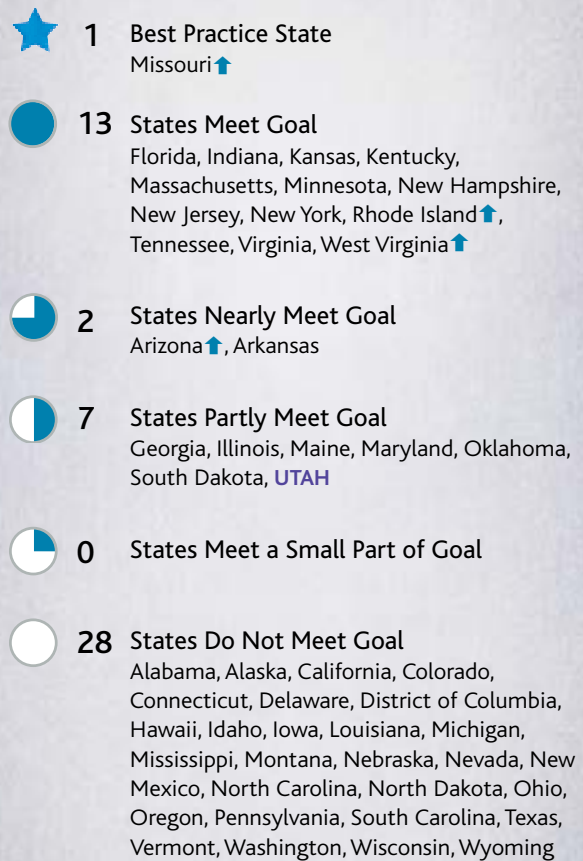 1 Best Practice State
Missouri
13 States Meet Goal
Florida, Indiana, Kansas, Kentucky,
Massachusetts, Minnesota, New Hampshire,
New Jersey, New York, Rhode Island,
Tennessee, Virginia, West Virginia
2 States Nearly Meet Goal
Arizona, Arkansas
7 States Partly Meet Goal
Georgia, Illinois, Maine, Maryland, Oklahoma,
South Dakota, UTAH
0 States Meet a Small Part of Goal
28 States Do Not Meet Goal
Alabama, Alaska, California, Colorado,
Connecticut, Delaware, District of Columbia,
Hawaii, Idaho, Iowa, Louisiana, Michigan,
Mississippi, Montana, Nebraska, Nevada, New
Mexico, North Carolina, North Dakota, Ohio,
Oregon, Pennsylvania, South Carolina, Texas,
Vermont, Washington, Wisconsin, Wyoming